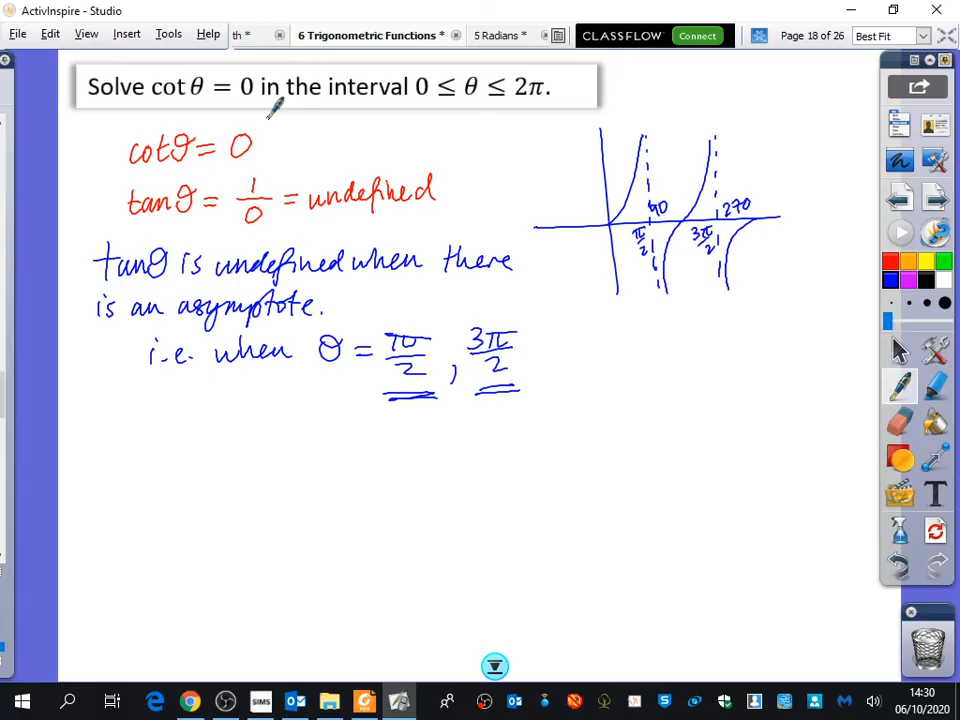 ActivInspire - Studio
File Edit View Insert Tools Help
th * 6 Trigonometric Functions * 5 Radians * CLASSFLOW Connect Page 18 of 26 Best Fit
Solve cot θ = 0 in the interval 0 ≤ θ ≤ 2π.
cotθ = 0
tanθ = 1/0 = undefined
tanθ is undefined when there
is an asymptote.
i.e. when θ = π/2 , 3π/2
90 270
π/2 3π/2
T
SIMS
14:30
06/10/2020